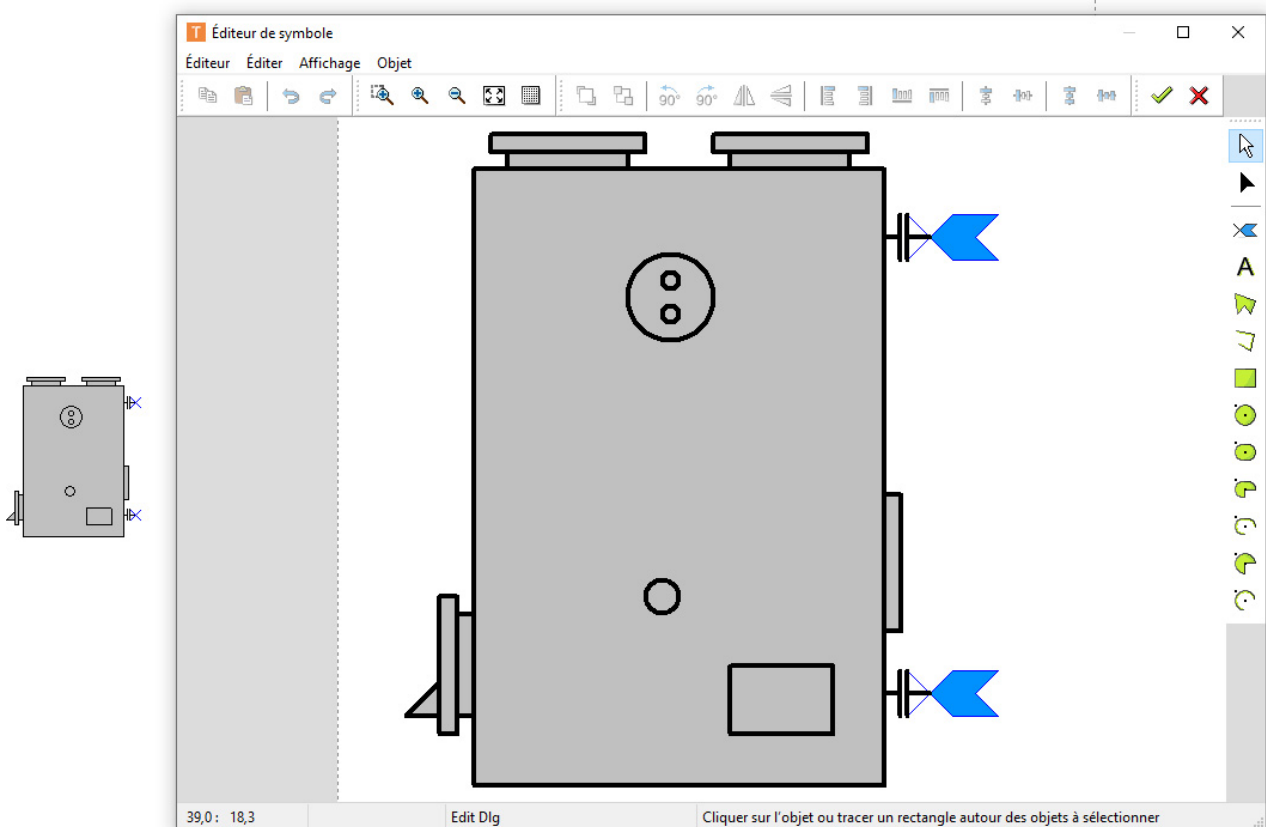 T Éditeur de symbole
Éditeur Éditer Affichage Objet
90° 90°
A
39,0 : 18,3 Edit Dlg Cliquer sur l'objet ou tracer un rectangle autour des objets à sélectionner